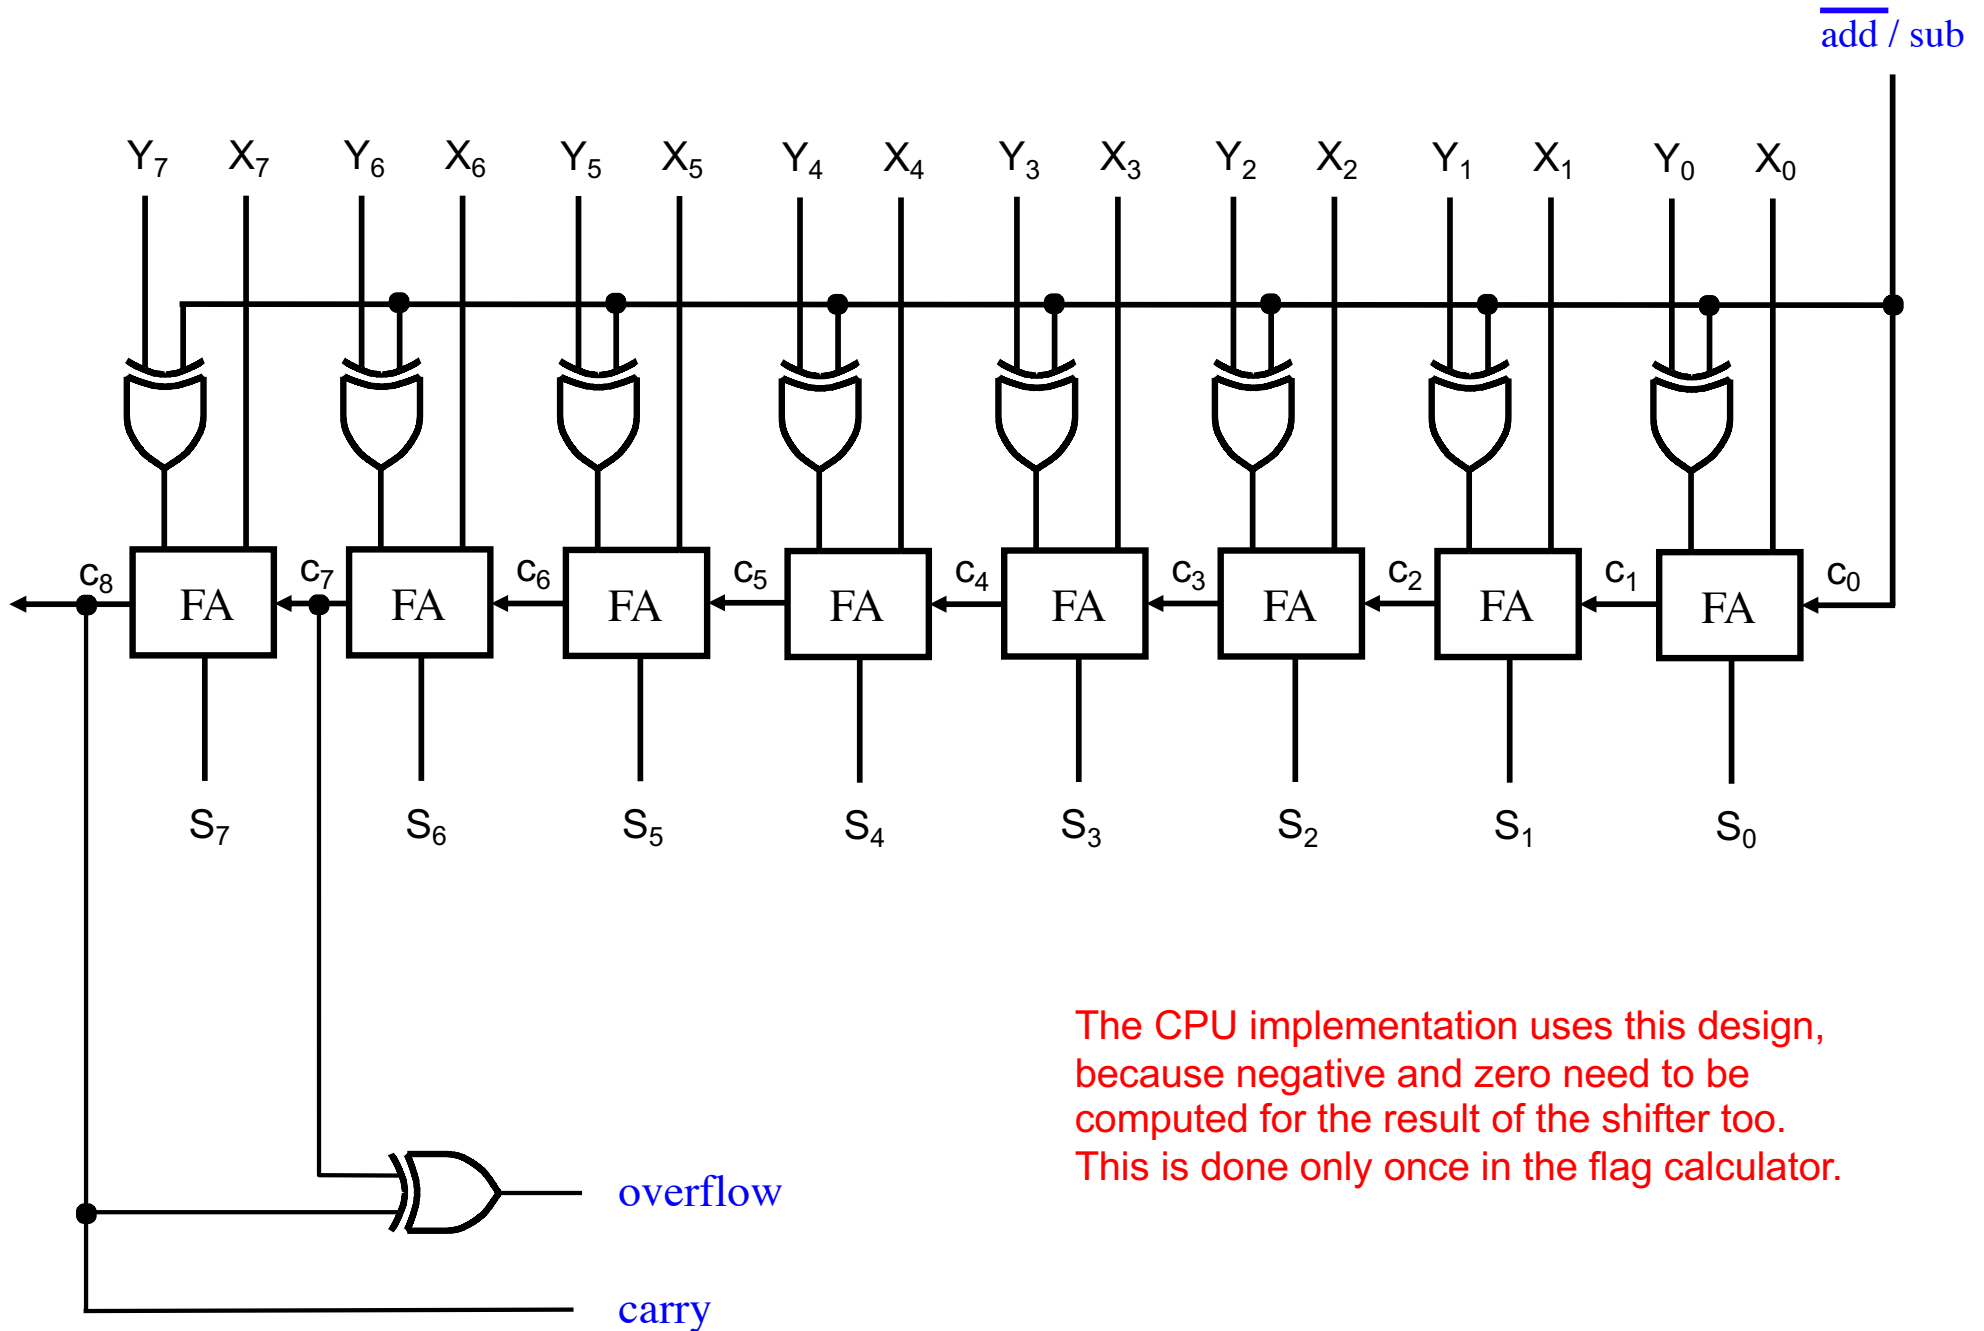 add / sub
Y₇ X₇ Y₆ X₆ Y₅ X₅ Y₄ X₄ Y₃ X₃ Y₂ X₂ Y₁ X₁ Y₀ X₀
c₈ FA c₇ FA c₆ FA c₅ FA c₄ FA c₃ FA c₂ FA c₁ FA c₀
S₇ S₆ S₅ S₄ S₃ S₂ S₁ S₀
The CPU implementation uses this design,
because negative and zero need to be
computed for the result of the shifter too.
This is done only once in the flag calculator.
overflow
carry